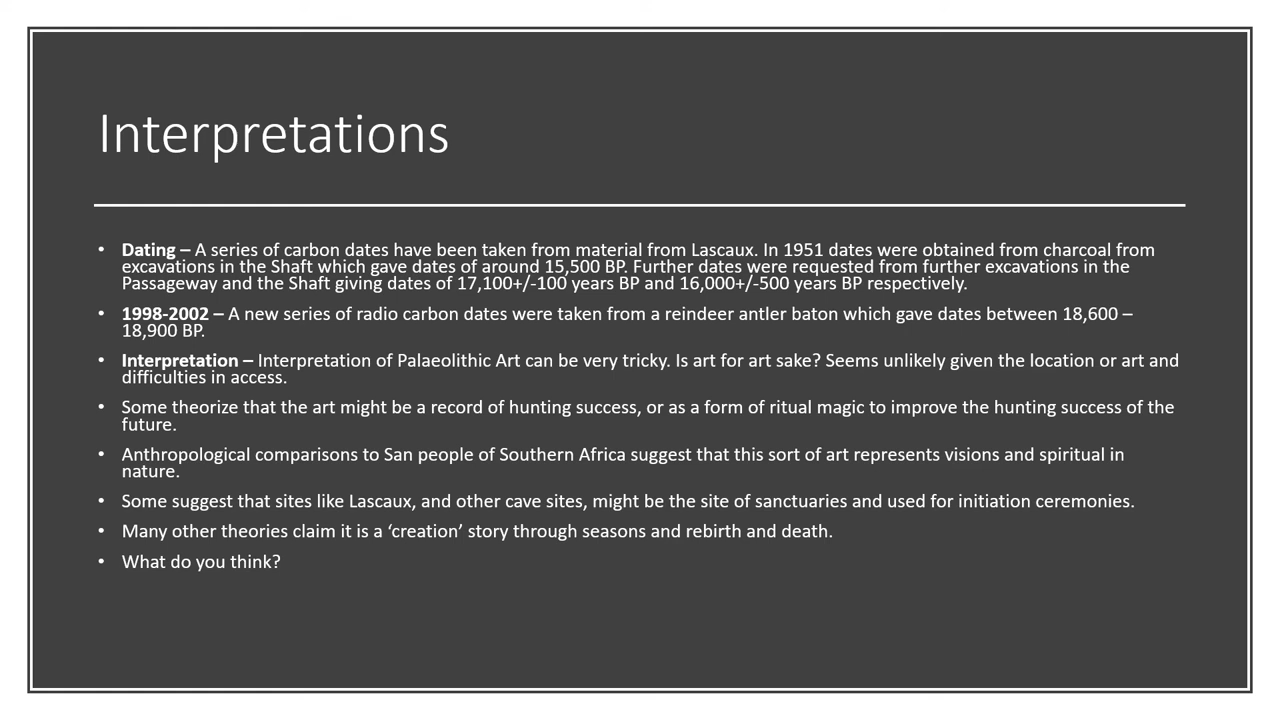 Interpretations
• Dating – A series of carbon dates have been taken from material from Lascaux. In 1951 dates were obtained from charcoal from
excavations in the Shaft which gave dates of around 15,500 BP. Further dates were requested from further excavations in the
Passageway and the Shaft giving dates of 17,100+/-100 years BP and 16,000+/-500 years BP respectively.
• 1998-2002 – A new series of radio carbon dates were taken from a reindeer antler baton which gave dates between 18,600 –
18,900 BP.
• Interpretation – Interpretation of Palaeolithic Art can be very tricky. Is art for art sake? Seems unlikely given the location or art and
difficulties in access.
• Some theorize that the art might be a record of hunting success, or as a form of ritual magic to improve the hunting success of the
future.
• Anthropological comparisons to San people of Southern Africa suggest that this sort of art represents visions and spiritual in
nature.
• Some suggest that sites like Lascaux, and other cave sites, might be the site of sanctuaries and used for initiation ceremonies.
• Many other theories claim it is a ‘creation’ story through seasons and rebirth and death.
• What do you think?